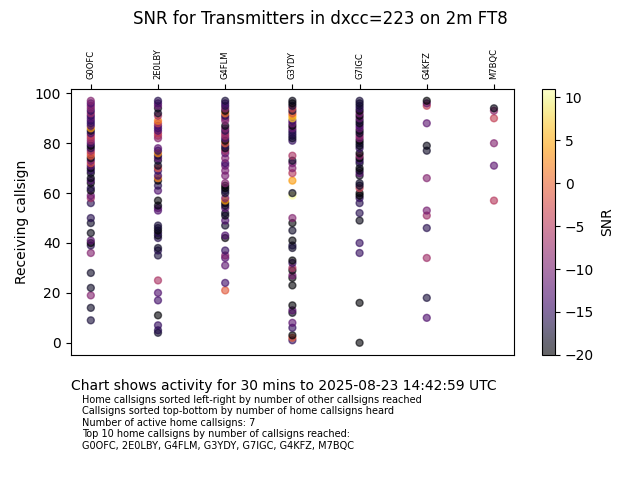 SNR for Transmitters in dxcc=223 on 2m FT8
G0OFC 2E0LBY G4FLM G3YDY G7IGC G4KFZ M7BQC
100
80
60
40
20
0
Receiving callsign
10
5
0
−5
−10
−15
−20
SNR
Chart shows activity for 30 mins to 2025-08-23 14:42:59 UTC
Home callsigns sorted left-right by number of other callsigns reached
Callsigns sorted top-bottom by number of home callsigns heard
Number of active home callsigns: 7
Top 10 home callsigns by number of callsigns reached:
G0OFC, 2E0LBY, G4FLM, G3YDY, G7IGC, G4KFZ, M7BQC